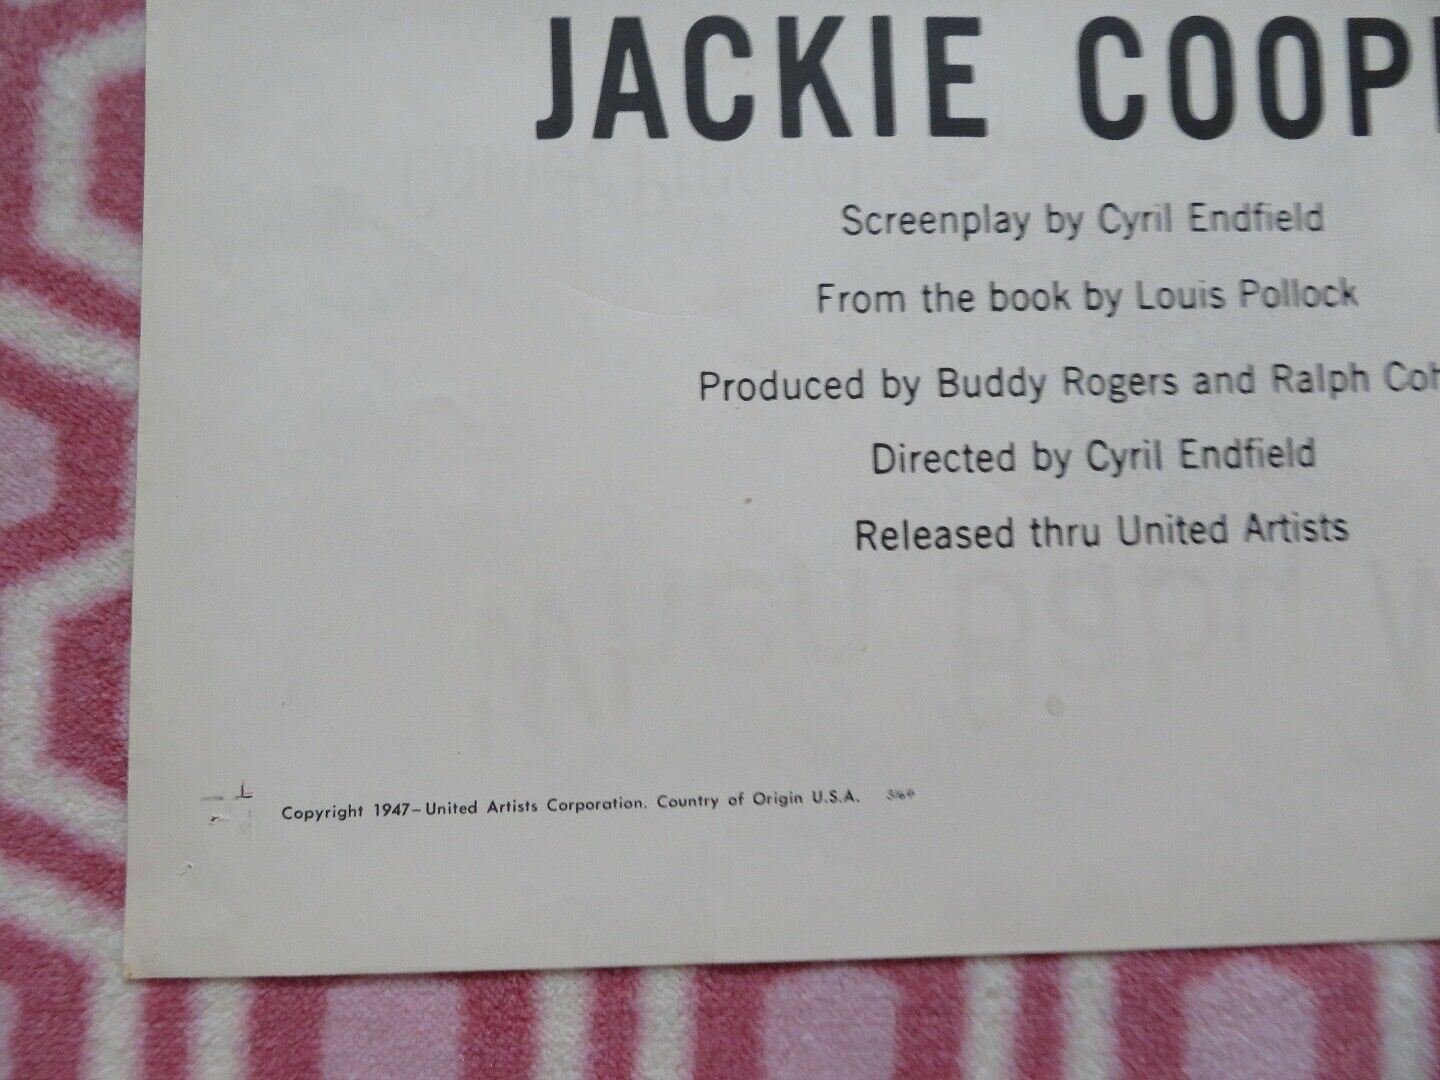 JACKIE COOP
Screenplay by Cyril Endfield
From the book by Louis Pollock
Produced by Buddy Rogers and Ralph Coh
Directed by Cyril Endfield
Released thru United Artists
Copyright 1947—United Artists Corporation. Country of Origin U.S.A.